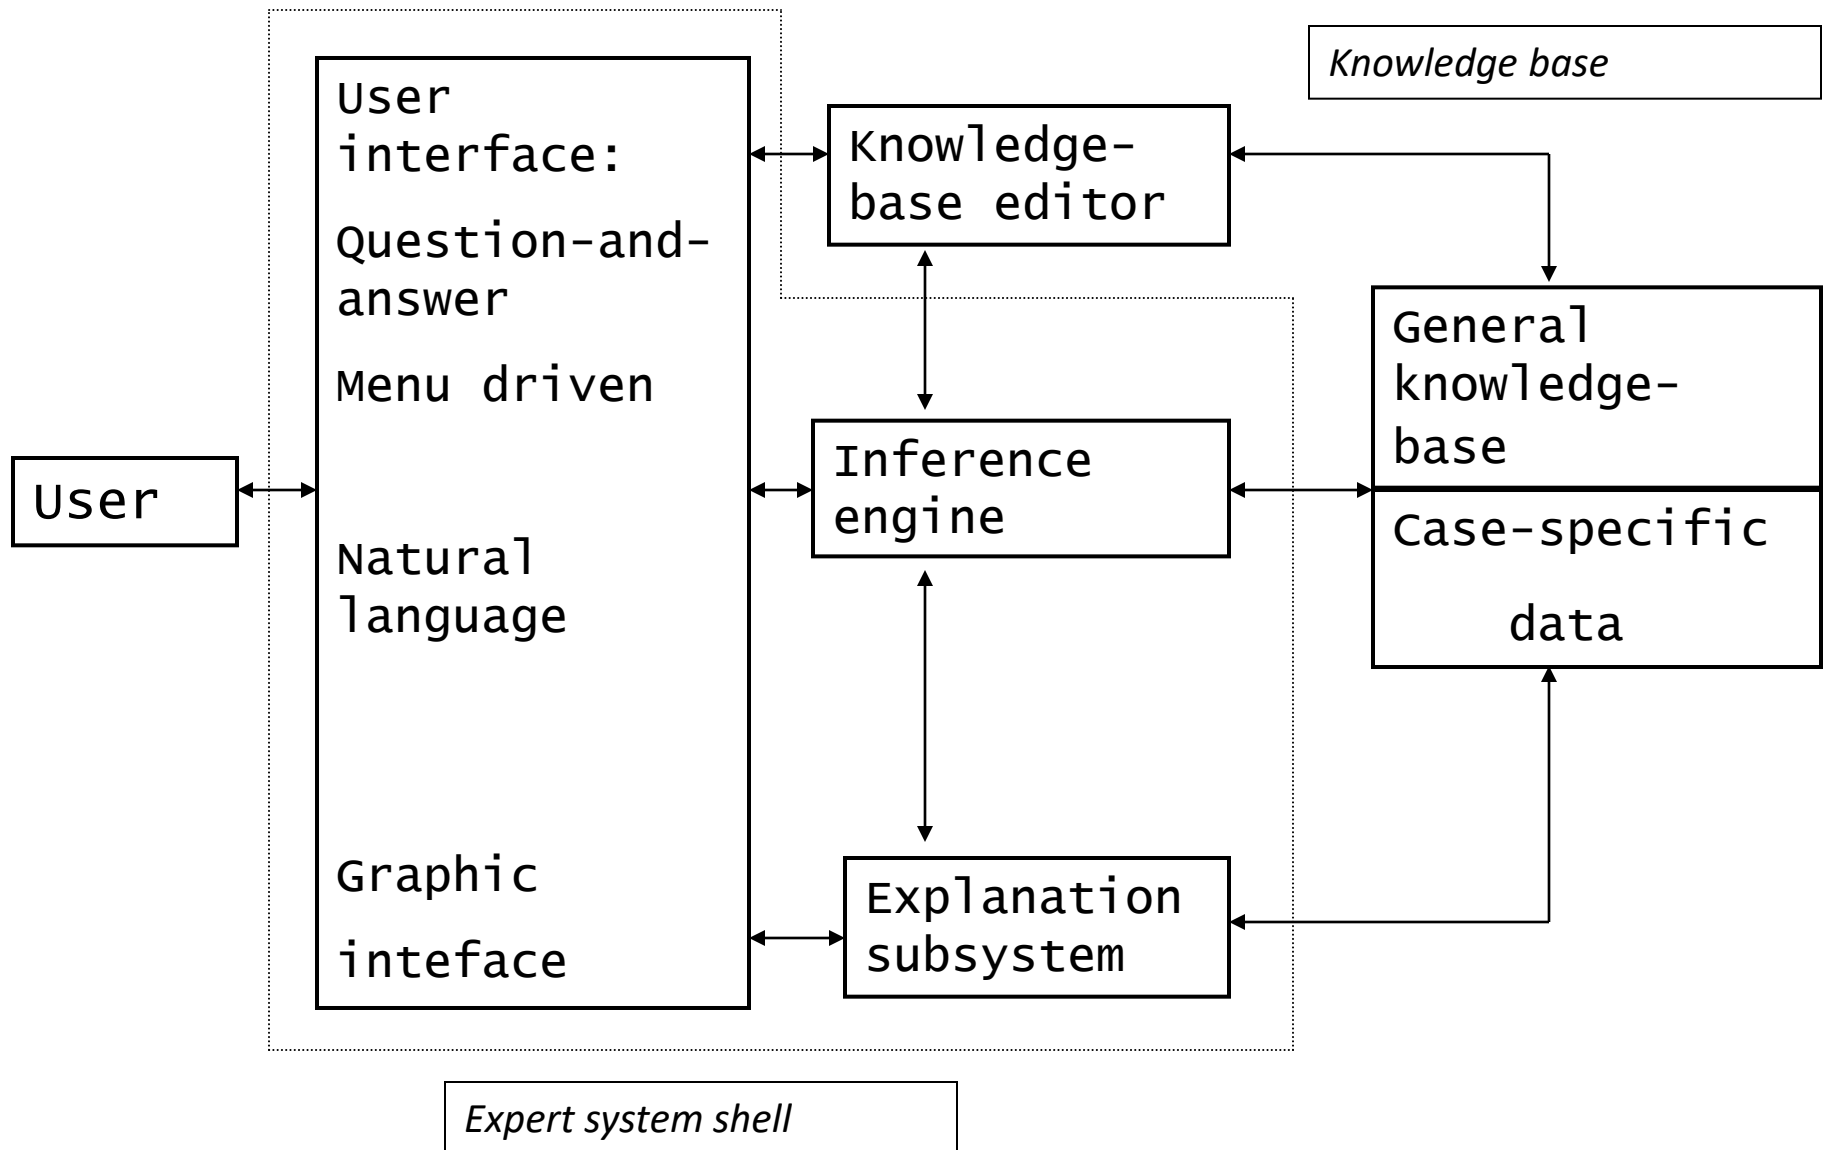 Knowledge base
User
User
interface:
Question-and-
answer
Menu driven
Natural
language
Graphic
inteface
Knowledge-
base editor
Inference
engine
Explanation
subsystem
General
knowledge-
base
Case-specific
data
Expert system shell